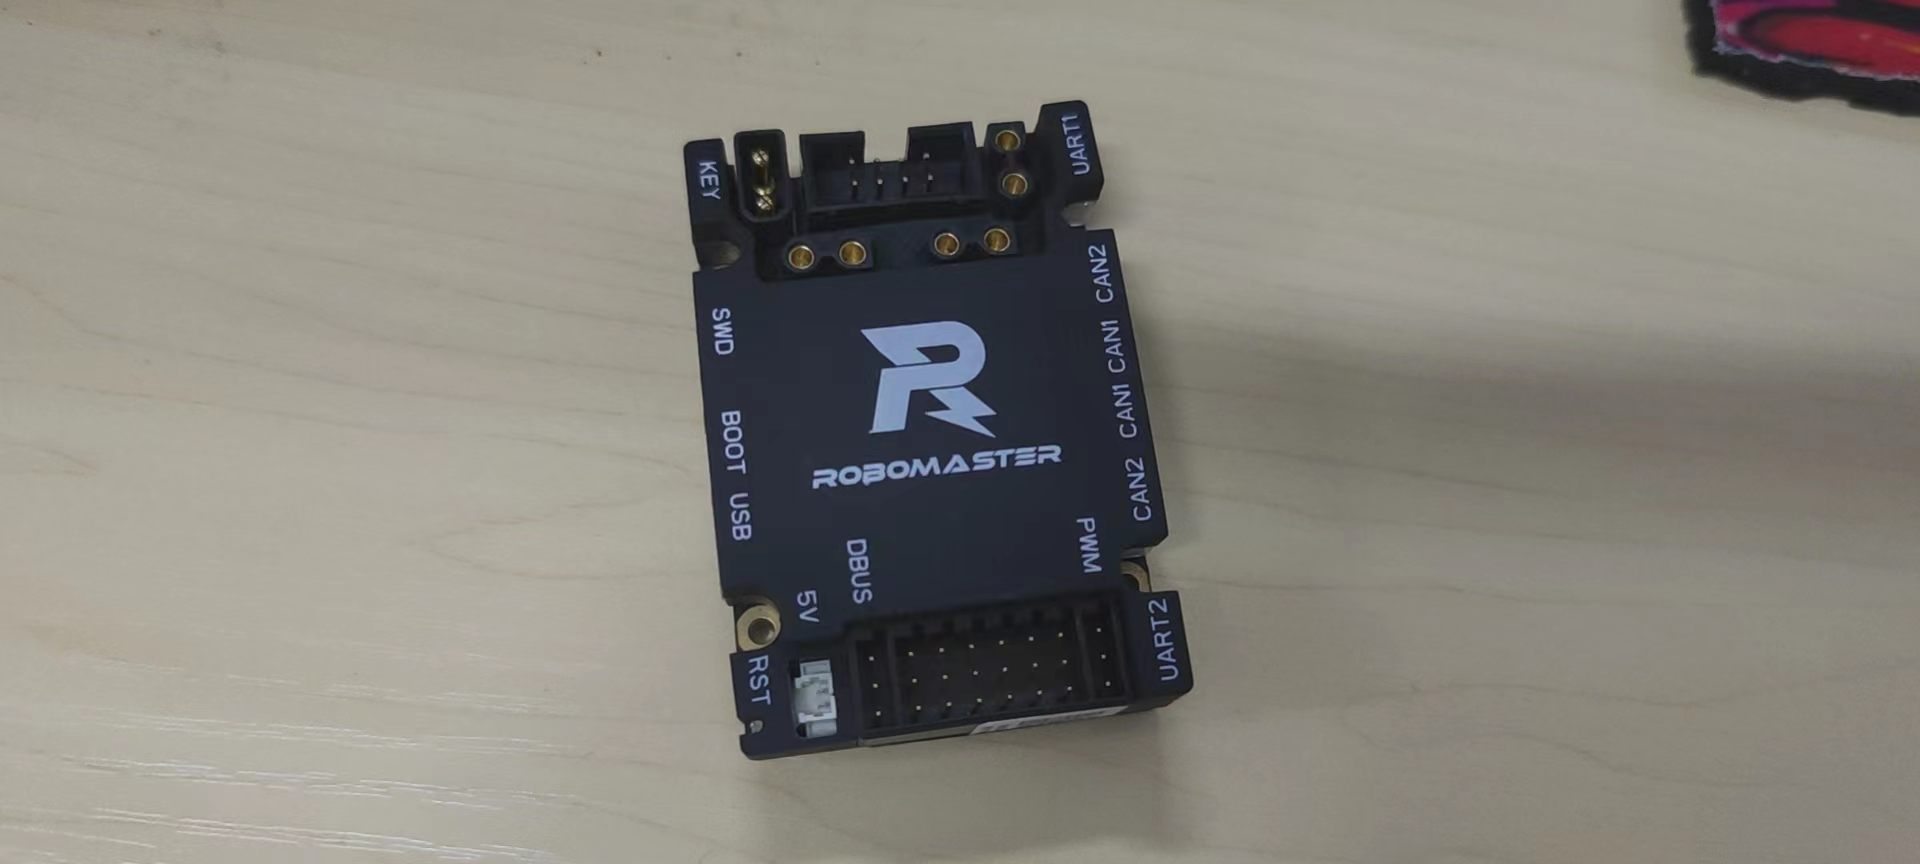 KEY
UART1
SWD
CAN2
CAN1
BOOT
ROBOMASTER
CAN1
USB
CAN2
DBUS
PWM
5V
UART2
RST